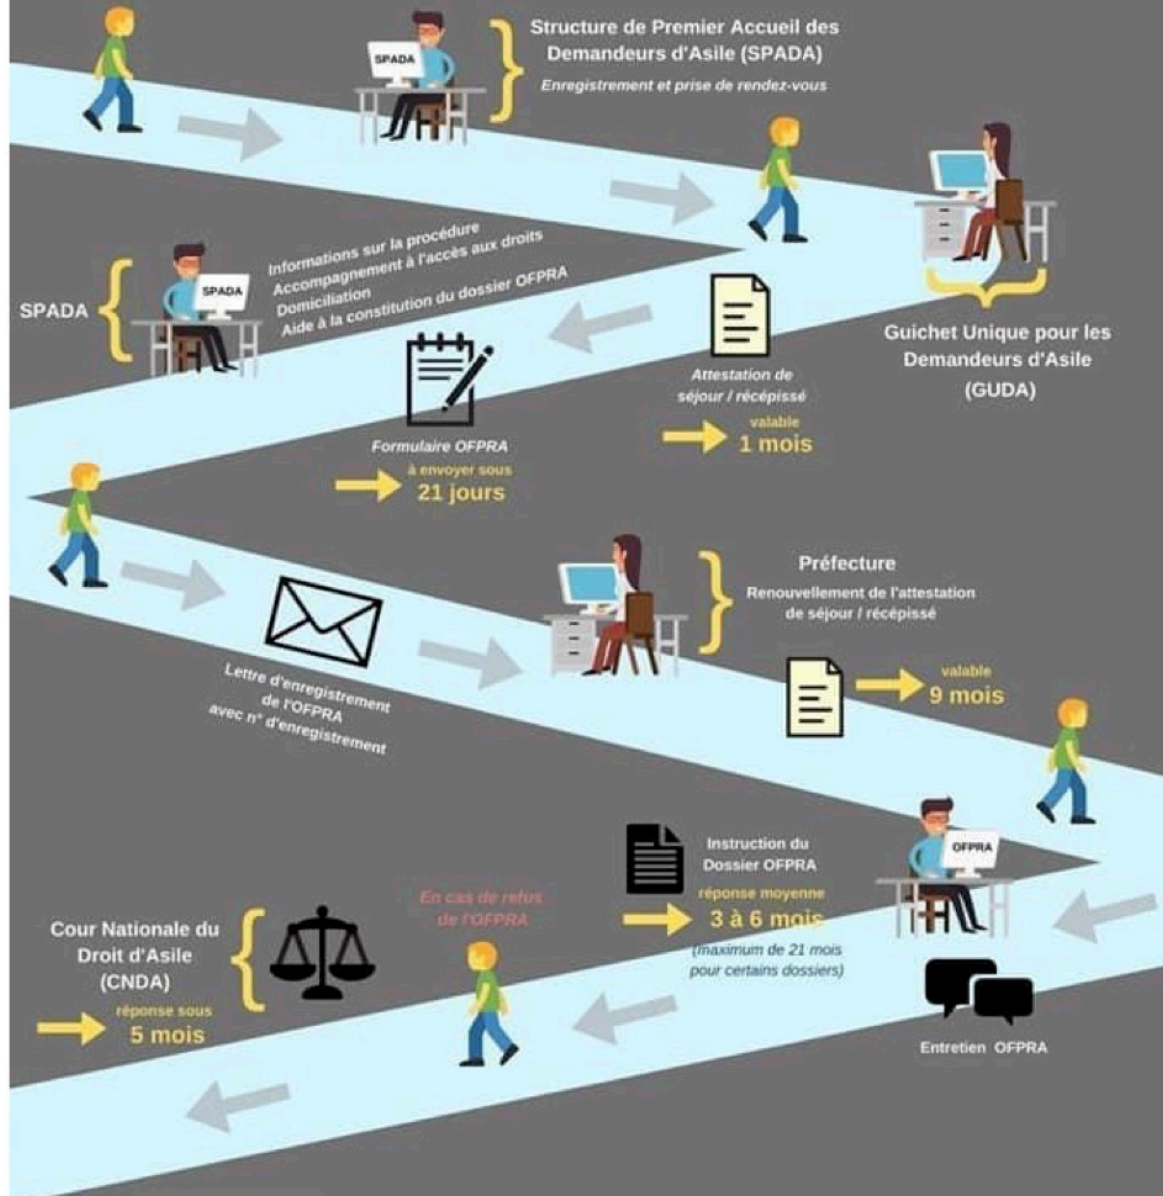 SPADA
Structure de Premier Accueil des
Demandeurs d'Asile (SPADA)
Enregistrement et prise de rendez-vous
Guichet Unique pour les
Demandeurs d'Asile
(GUDA)
Attestation de
séjour / récépissé
valable
1 mois
SPADA
SPADA
Informations sur la procédure
Accompagnement à l'accès aux droits
Domiciliation
Aide à la constitution du dossier OFPRA
Formulaire OFPRA
à envoyer sous
21 jours
Lettre d'enregistrement
de l'OFPRA
avec n° d'enregistrement
Préfecture
Renouvellement de l'attestation
de séjour / récépissé
valable
9 mois
OFPRA
Entretien OFPRA
Instruction du
Dossier OFPRA
réponse moyenne
3 à 6 mois
(maximum de 21 mois
pour certains dossiers)
En cas de refus
de l'OFPRA
Cour Nationale du
Droit d'Asile
(CNDA)
réponse sous
5 mois